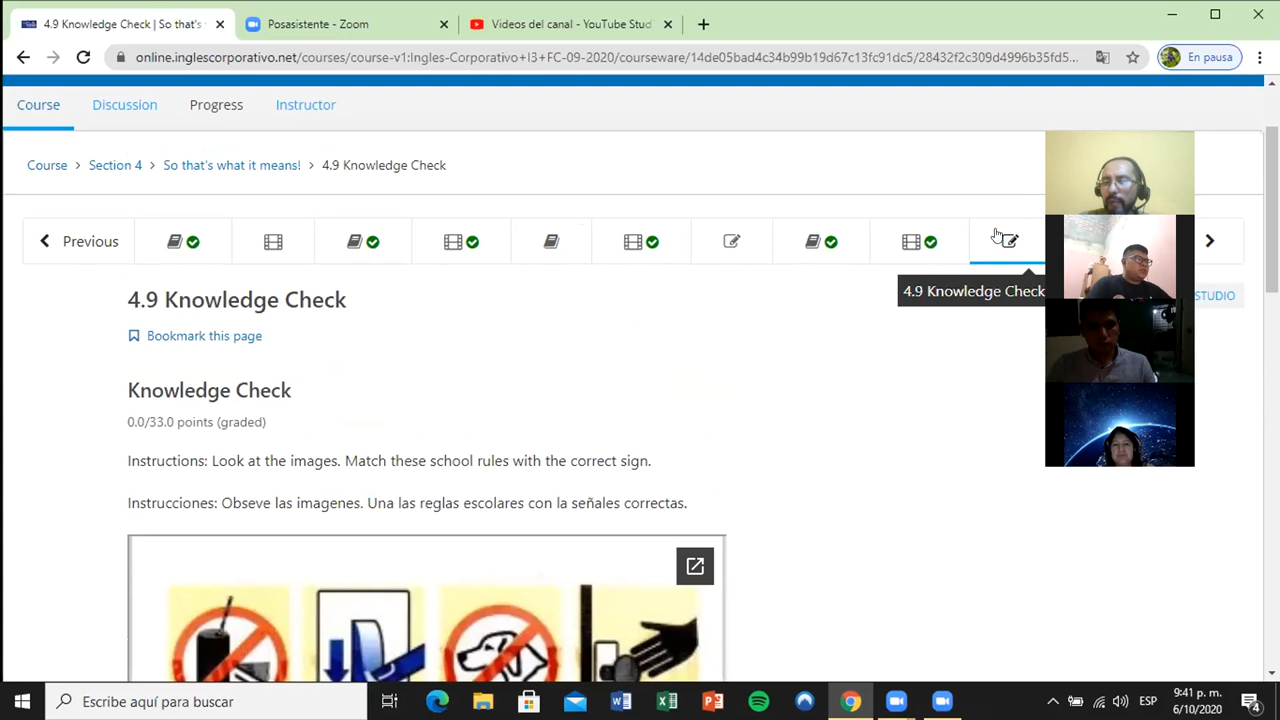 4.9 Knowledge Check | So that's
Posasistente - Zoom
Videos del canal - YouTube Stud
online.inglescorporativo.net/courses/course-v1:Ingles-Corporativo+I3+FC-09-2020/courseware/14de05bad4c34b99b19d67c13fc91dc5/28432f2c309d4996b35fd5...
En pausa
Course Discussion Progress Instructor
Course > Section 4 > So that's what it means! > 4.9 Knowledge Check
Previous
4.9 Knowledge Check
4.9 Knowledge Check
STUDIO
Bookmark this page
Knowledge Check
0.0/33.0 points (graded)
Instructions: Look at the images. Match these school rules with the correct sign.
Instrucciones: Obseve las imagenes. Una las reglas escolares con la señales correctas.
Escribe aquí para buscar
ESP
9:41 p. m.
6/10/2020
4